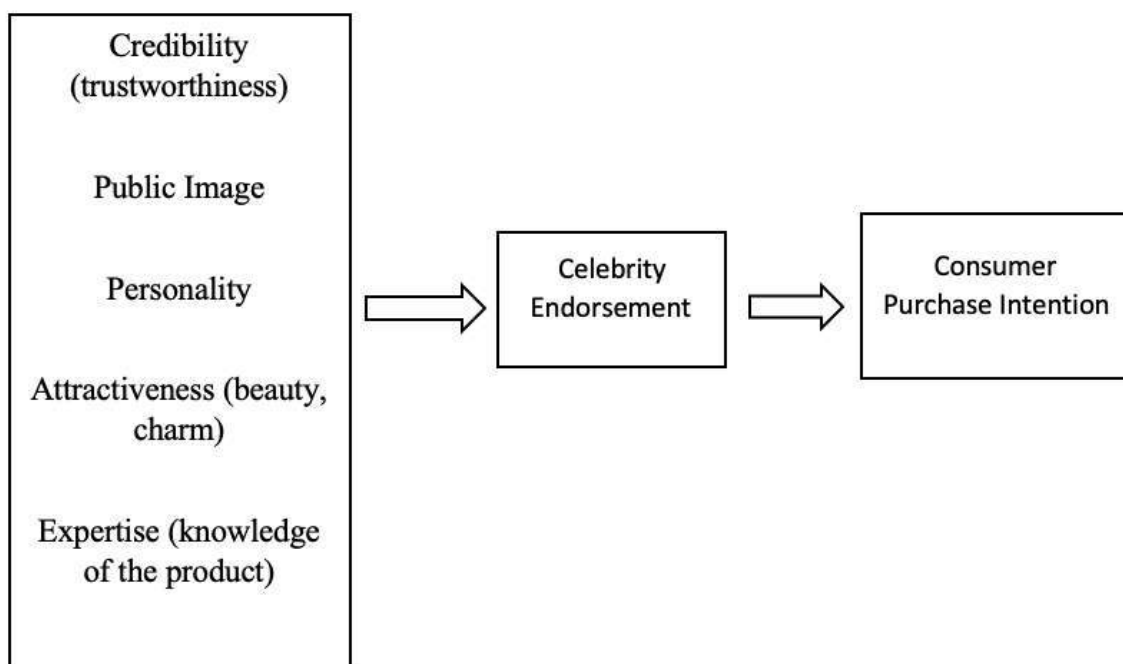 Credibility
(trustworthiness)
Public Image
Personality
Attractiveness (beauty,
charm)
Expertise (knowledge
of the product)
Celebrity
Endorsement
Consumer
Purchase Intention